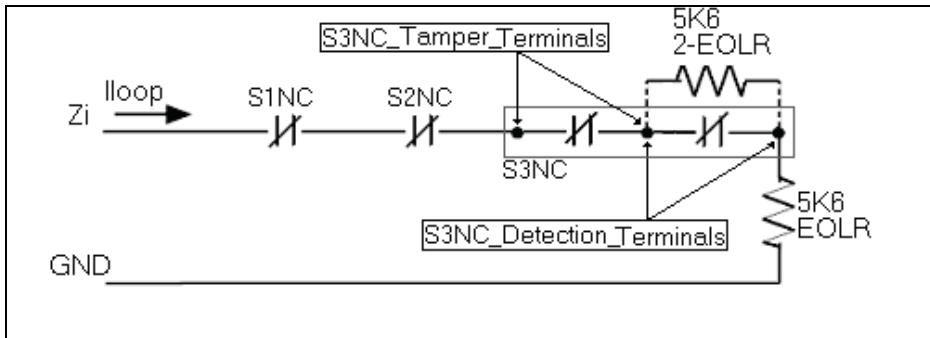 5K6
2-EOLR
S3NC_Tamper_Terminals
Iloop
S1NC
S2NC
Zi
S3NC
5K6
EOLR
S3NC_Detection_Terminals
GND